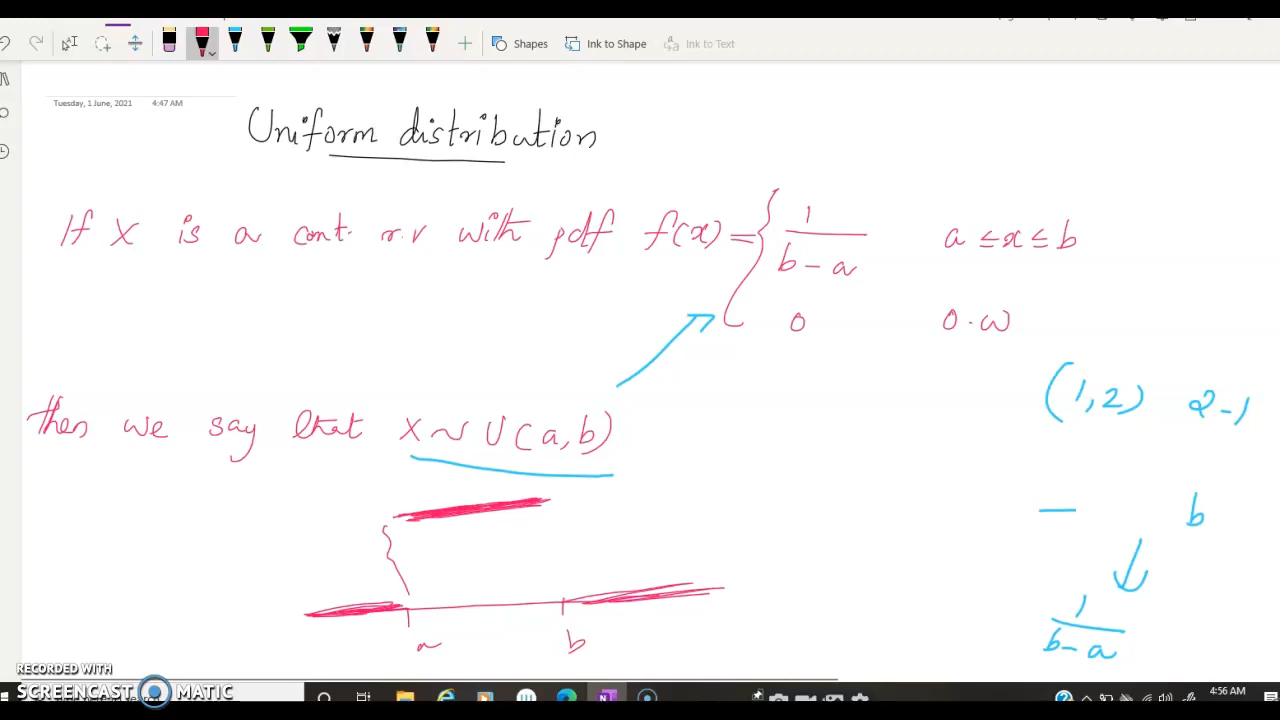 Shapes Ink to Shape Ink to Text
Tuesday, 1 June, 2021 4:47 AM
Uniform distribution
If X is a cont. r.v with pdf f(x) = { 1/(b-a) a ≤ x ≤ b
0 o.w
(1,2) 2-1
Then we say that X ~ U(a,b)
— b
↓
1/(b-a)
a b
RECORDED WITH
SCREENCAST MATIC
4:56 AM